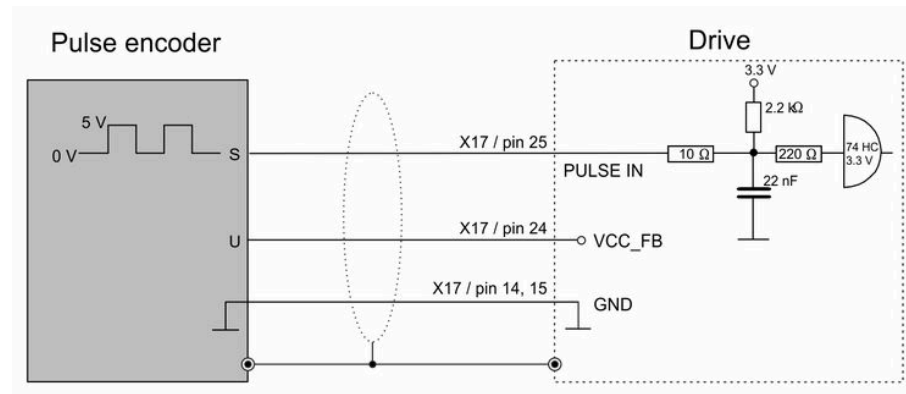 Pulse encoder
Drive
3.3 V
2.2 kΩ
5 V
0 V
S
X17 / pin 25
PULSE IN
10 Ω
220 Ω
74 HC
3.3 V
22 nF
U
X17 / pin 24
VCC_FB
X17 / pin 14, 15
GND